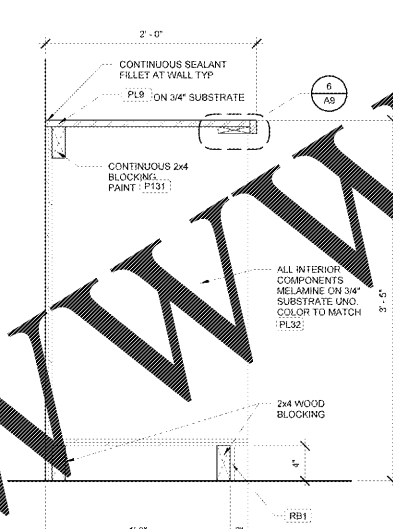 2' - 0"
CONTINUOUS SEALANT
FILLET AT WALL TYP
PL9 ON 3/4" SUBSTRATE
6
A9
CONTINUOUS 2x4
BLOCKING
PAINT P131
ALL INTERIOR
COMPONENTS
MELAMINE ON 3/4"
SUBSTRATE UNO.
COLOR TO MATCH
PL32
3' - 5"
2x4 WOOD
BLOCKING
4"
RB1
WWW